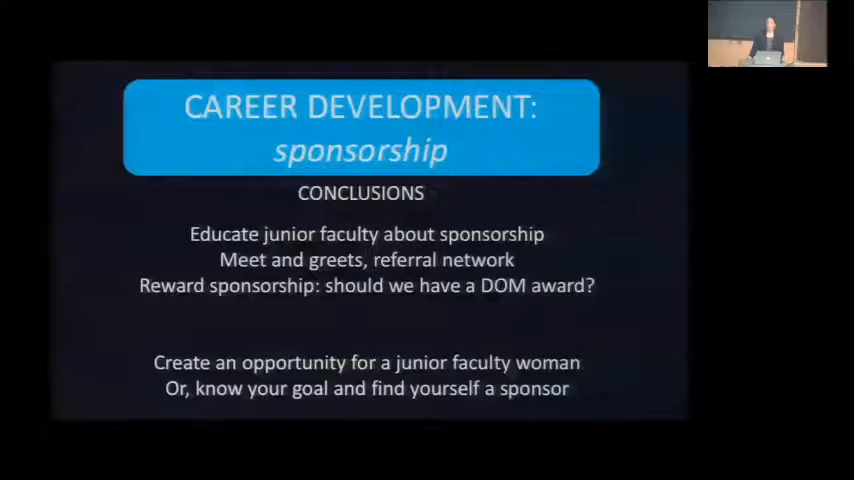 CAREER DEVELOPMENT:
sponsorship
CONCLUSIONS
Educate junior faculty about sponsorship
Meet and greets, referral network
Reward sponsorship: should we have a DOM award?
Create an opportunity for a junior faculty woman
Or, know your goal and find yourself a sponsor